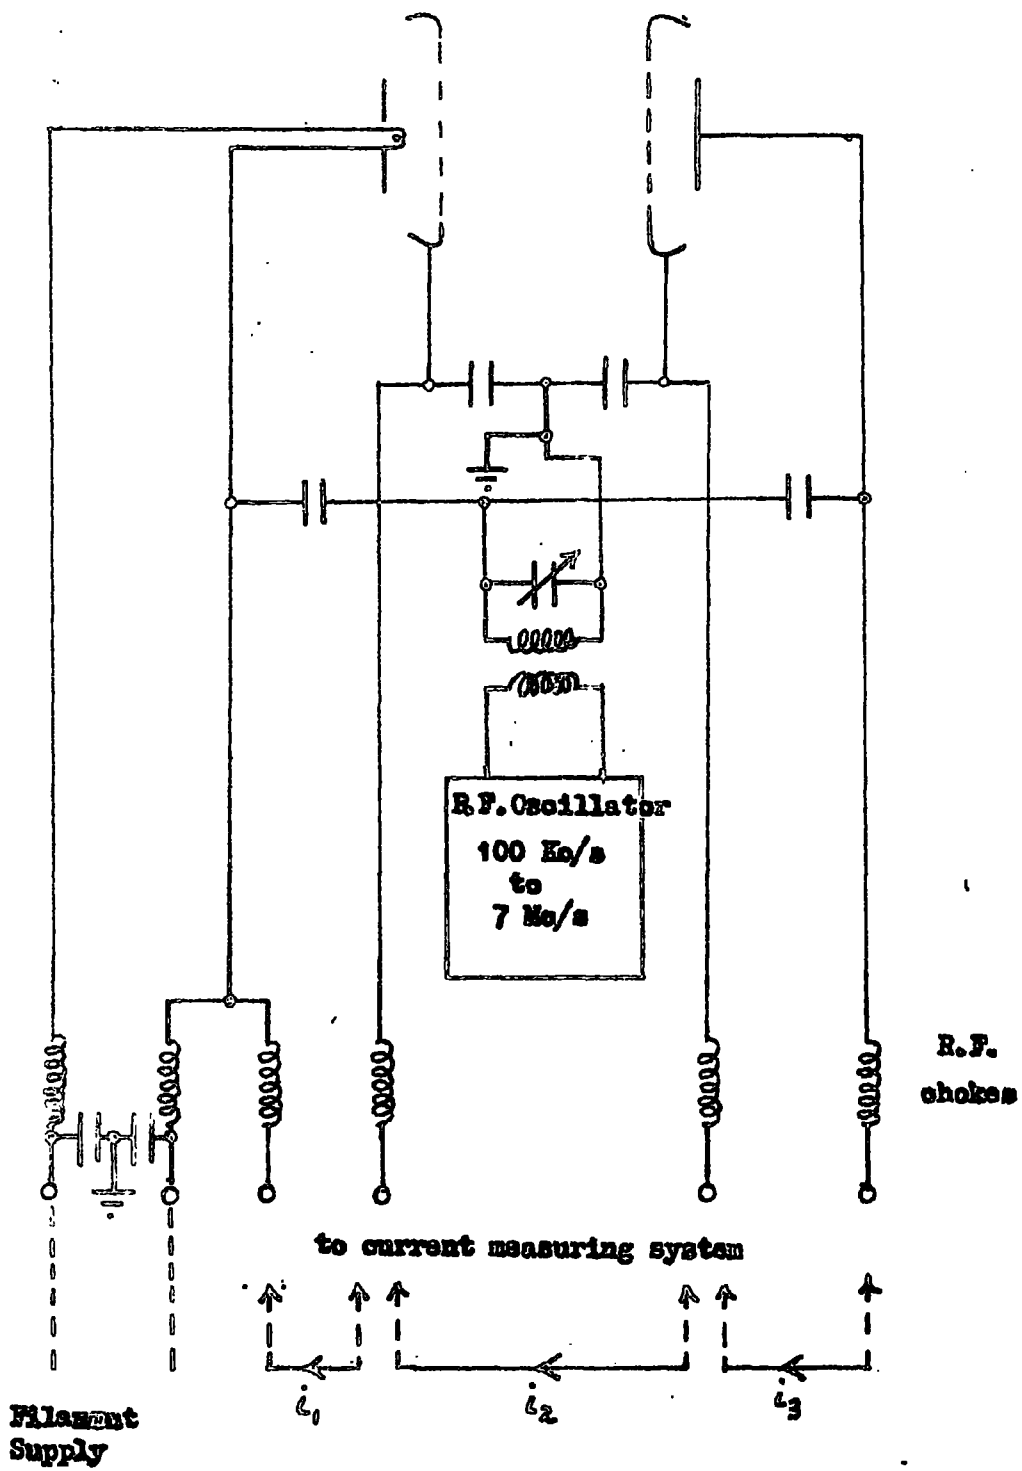 R.F. Oscillator
100 Kc/s
to
7 Mc/s
R.F.
chokes
to current measuring system
i₁
i₂
i₃
Filament
Supply